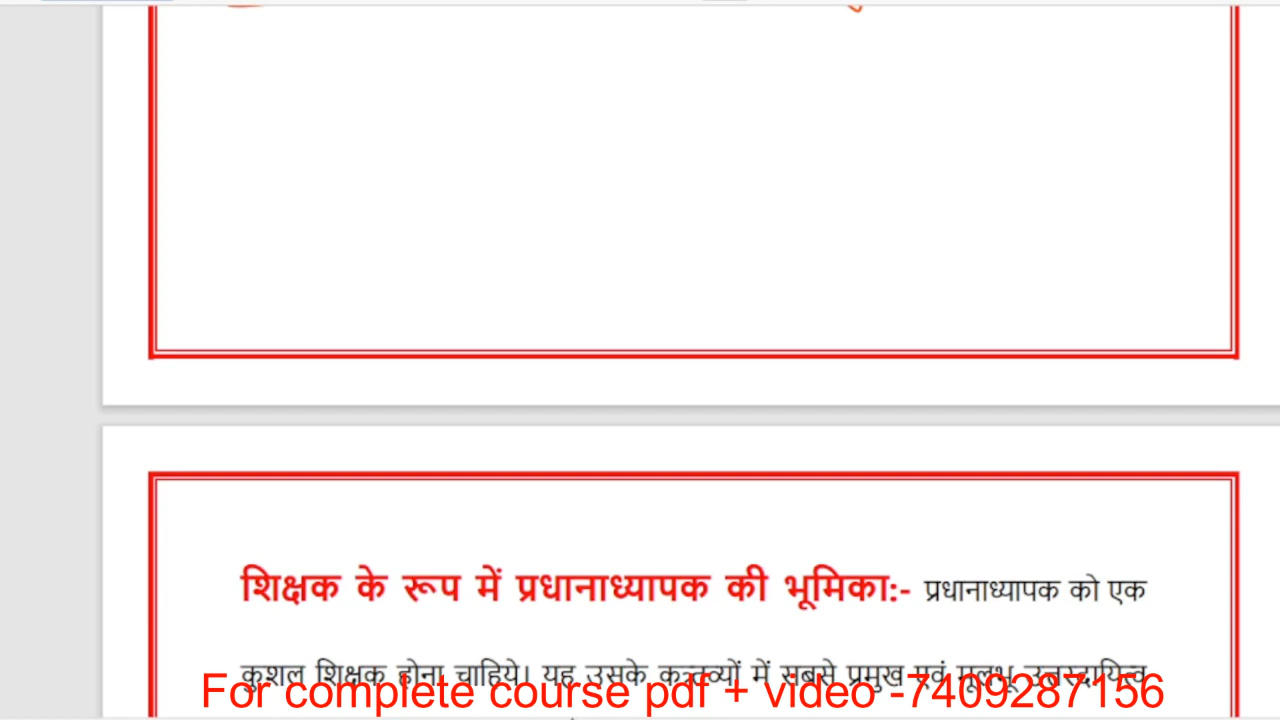 शिक्षक के रूप में प्रधानाध्यापक की भूमिका:- प्रधानाध्यापक को एक
कुशल शिक्षक होना चाहिये। यह उसके कर्त्तव्यों में सबसे प्रमुख एवं
For complete course pdf + video -7409287156